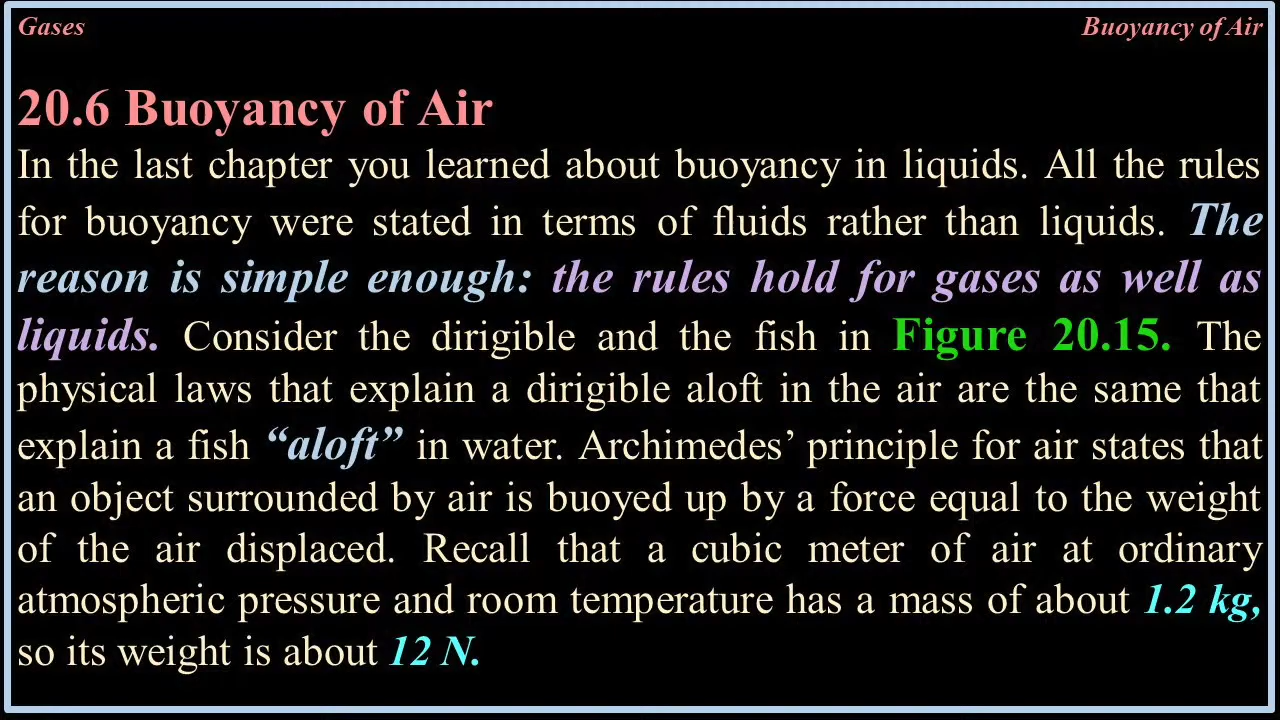 Gases
Buoyancy of Air
20.6 Buoyancy of Air
In the last chapter you learned about buoyancy in liquids. All the rules
for buoyancy were stated in terms of fluids rather than liquids. The
reason is simple enough: the rules hold for gases as well as
liquids. Consider the dirigible and the fish in Figure 20.15. The
physical laws that explain a dirigible aloft in the air are the same that
explain a fish “aloft” in water. Archimedes’ principle for air states that
an object surrounded by air is buoyed up by a force equal to the weight
of the air displaced. Recall that a cubic meter of air at ordinary
atmospheric pressure and room temperature has a mass of about 1.2 kg,
so its weight is about 12 N.